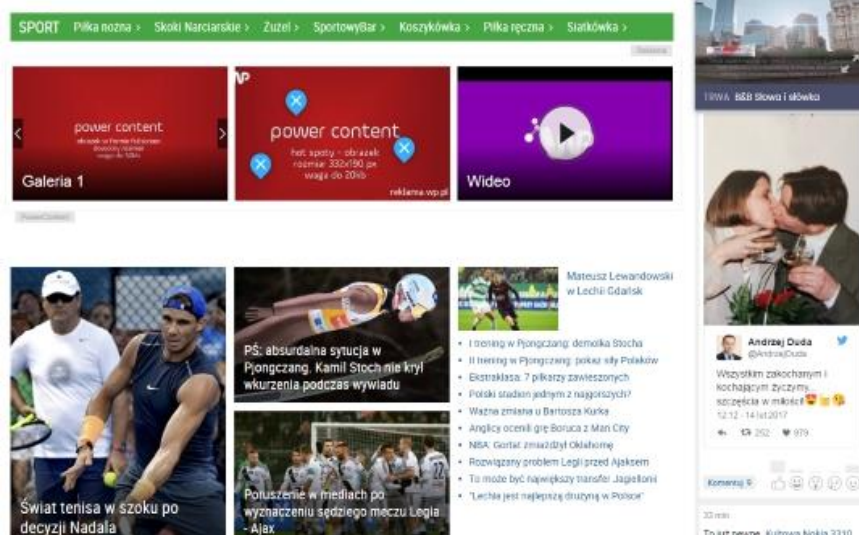 SPORT Piłka nożna > Skoki Narciarskie > Żużel > SportowyBar > Koszykówka > Piłka ręczna > Siatkówka >
power content
Galeria 1
power content
hot spoty - obrazek
rozmiar 332x190 px
waga do 20kb
reklama.wp.pl
Wideo
Świat tenisa w szoku po
decyzji Nadala
PŚ: absurdalna sytucja w
Pjongczang. Kamil Stoch nie krył
wkurzenia podczas wywiadu
Poruszenie w mediach po
wyznaczeniu sędziego meczu Legia
- Ajax
Mateusz Lewandowski
w Lechii Gdańsk
I trening w Pjongczang: demolka Stocha
II trening w Pjongczang: pokaz siły Polaków
Ekstraklasa: 7 piłkarzy zawieszonych
Polski stadion jednym z najgorszych?
Ważna zmiana u Bartosza Kurka
Anglicy ocenili grę Boruca z Man City
NBA: Gortat zmiażdżył Oklahomę
Rozwiązany problem Legii przed Ajaksem
To może być największy transfer Jagiellonii
"Lechia jest najlepszą drużyną w Polsce"
TRWA B&B Słowa i słówka
Andrzej Duda
@AndrzejDuda
Wszystkim zakochanym i
kochającym życzymy...
szczęścia w miłości!
12:12 - 14 lut 2017
252 979
Komentuj 9
33 min
To już pewne. Kultowa Nokia 3310